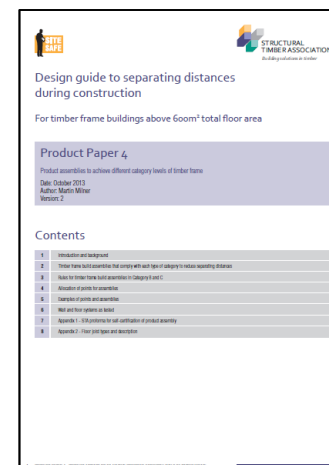 SITE
SAFE
STRUCTURAL
TIMBER ASSOCIATION
Building solutions in timber
Design guide to separating distances
during construction
For timber frame buildings above 600m² total floor area
Product Paper 4
Product assemblies to achieve different category levels of timber frame
Date: October 2013
Author: Martin Milner
Version: 2
Contents
1 Introduction and background
2 Timber frame build assemblies that comply with each type of category to reduce separating distances
3 Rules for timber frame build assemblies in Category B and C
4 Allocation of points for assemblies
5 Examples of points and assemblies
6 Wall and floor systems as tested
7 Appendix 1 - STA proforma for self-certification of product assembly
8 Appendix 2 - Floor joist types and description